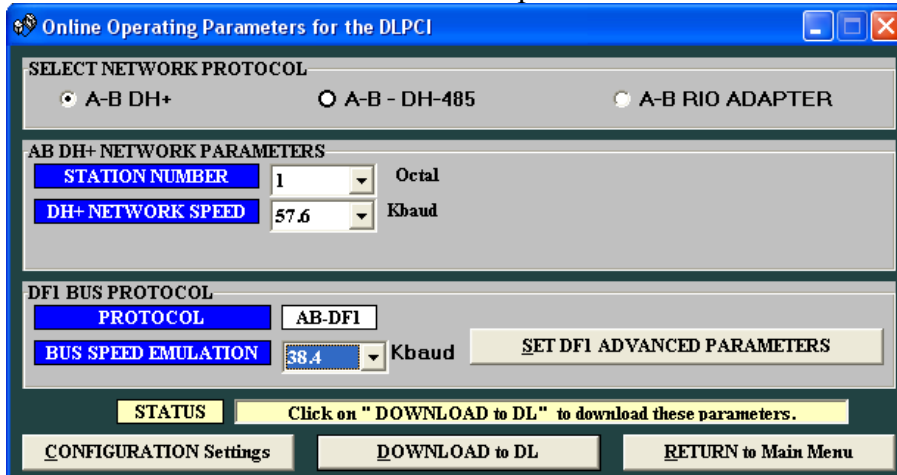 Online Operating Parameters for the DLPCI
SELECT NETWORK PROTOCOL
A-B DH+ A-B - DH-485 A-B RIO ADAPTER
AB DH+ NETWORK PARAMETERS
STATION NUMBER 1 Octal
DH+ NETWORK SPEED 57.6 Kbaud
DF1 BUS PROTOCOL
PROTOCOL AB-DF1
BUS SPEED EMULATION 38.4 Kbaud SET DF1 ADVANCED PARAMETERS
STATUS Click on " DOWNLOAD to DL" to download these parameters.
CONFIGURATION Settings DOWNLOAD to DL RETURN to Main Menu